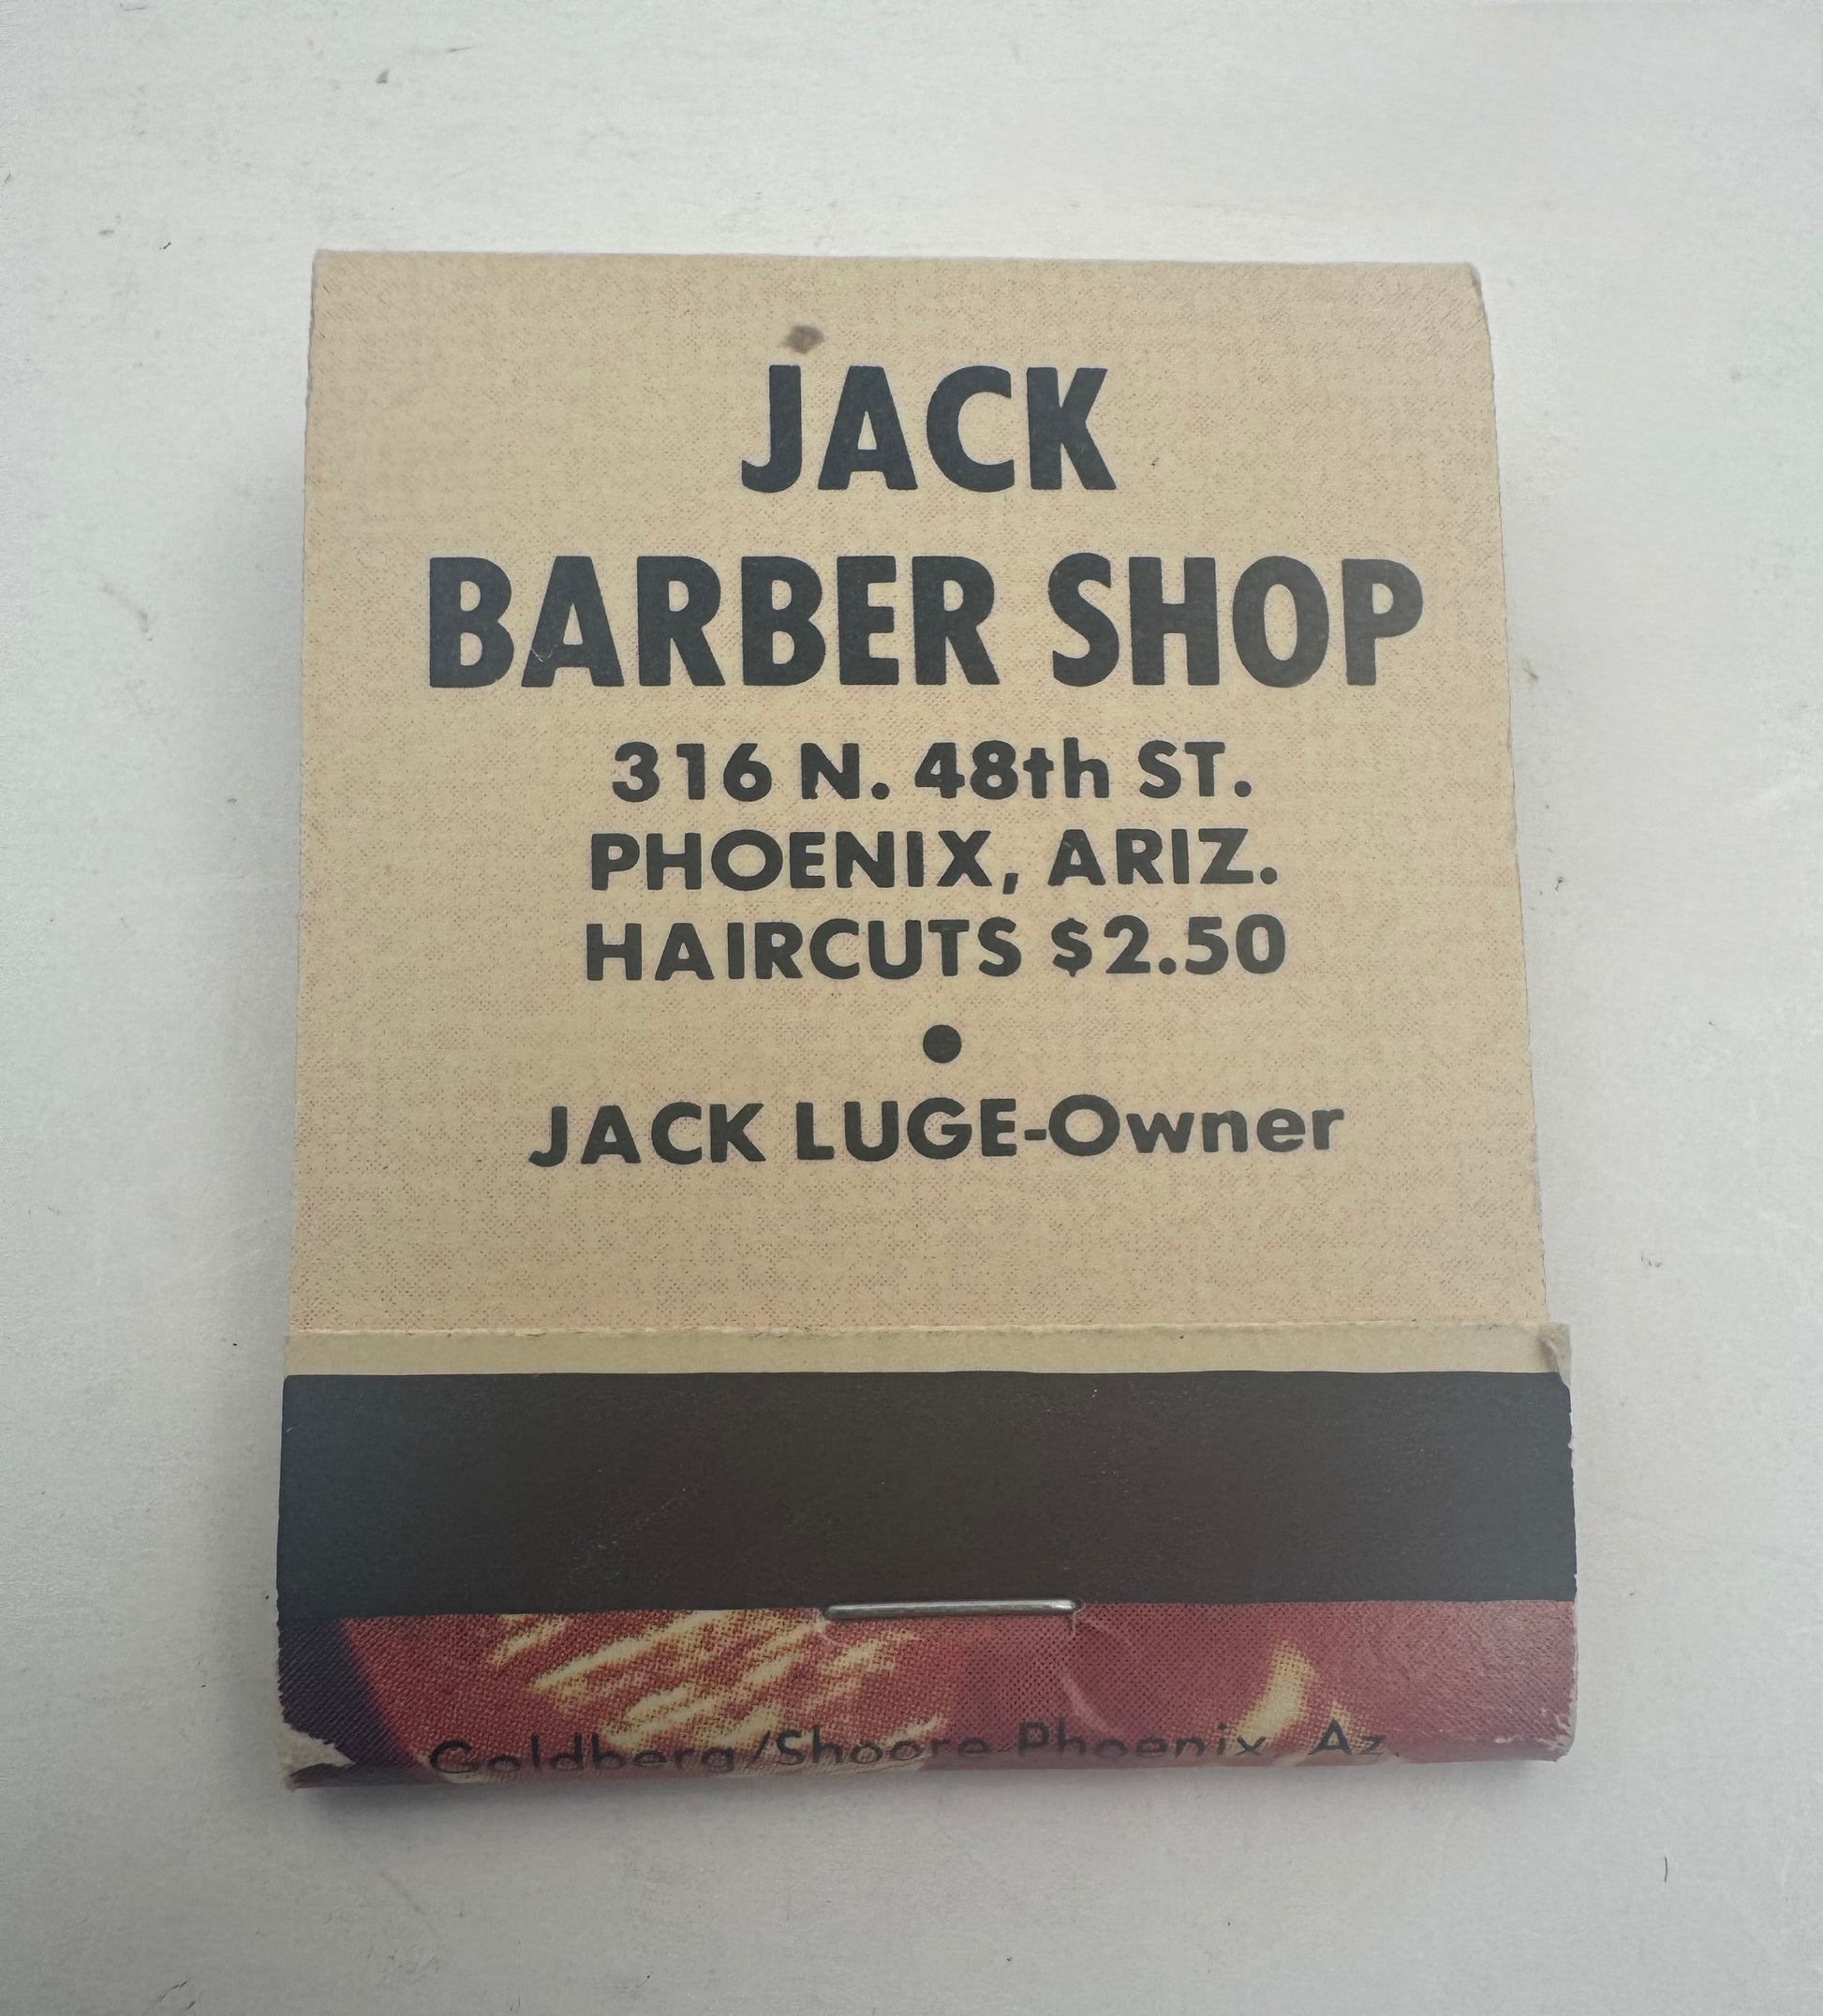 JACK
BARBER SHOP
316 N. 48th ST.
PHOENIX, ARIZ.
HAIRCUTS $2.50
•
JACK LUGE-Owner
Goldberg/Shoore-Phoenix, Az.